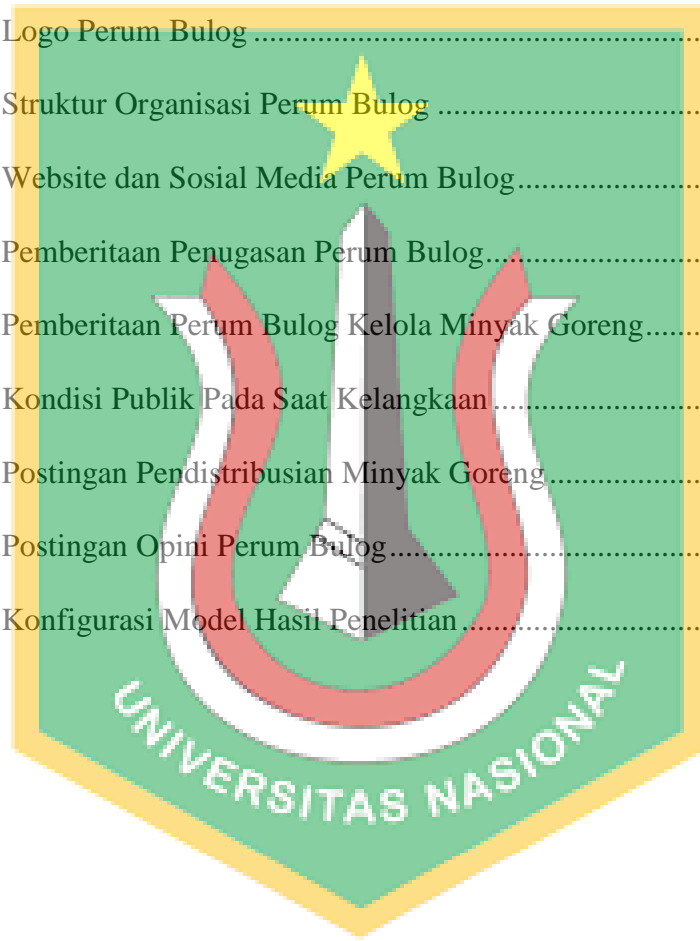 Logo Perum Bulog ........................................................
Struktur Organisasi Perum Bulog .................................
Website dan Sosial Media Perum Bulog.......................
Pemberitaan Penugasan Perum Bulog...........................
Pemberitaan Perum Bulog Kelola Minyak Goreng.......
Kondisi Publik Pada Saat Kelangkaan ..........................
Postingan Pendistribusian Minyak Goreng ...................
Postingan Opini Perum Bulog.......................................
Konfigurasi Model Hasil Penelitian ..............................
UNIVERSITAS NASIONAL